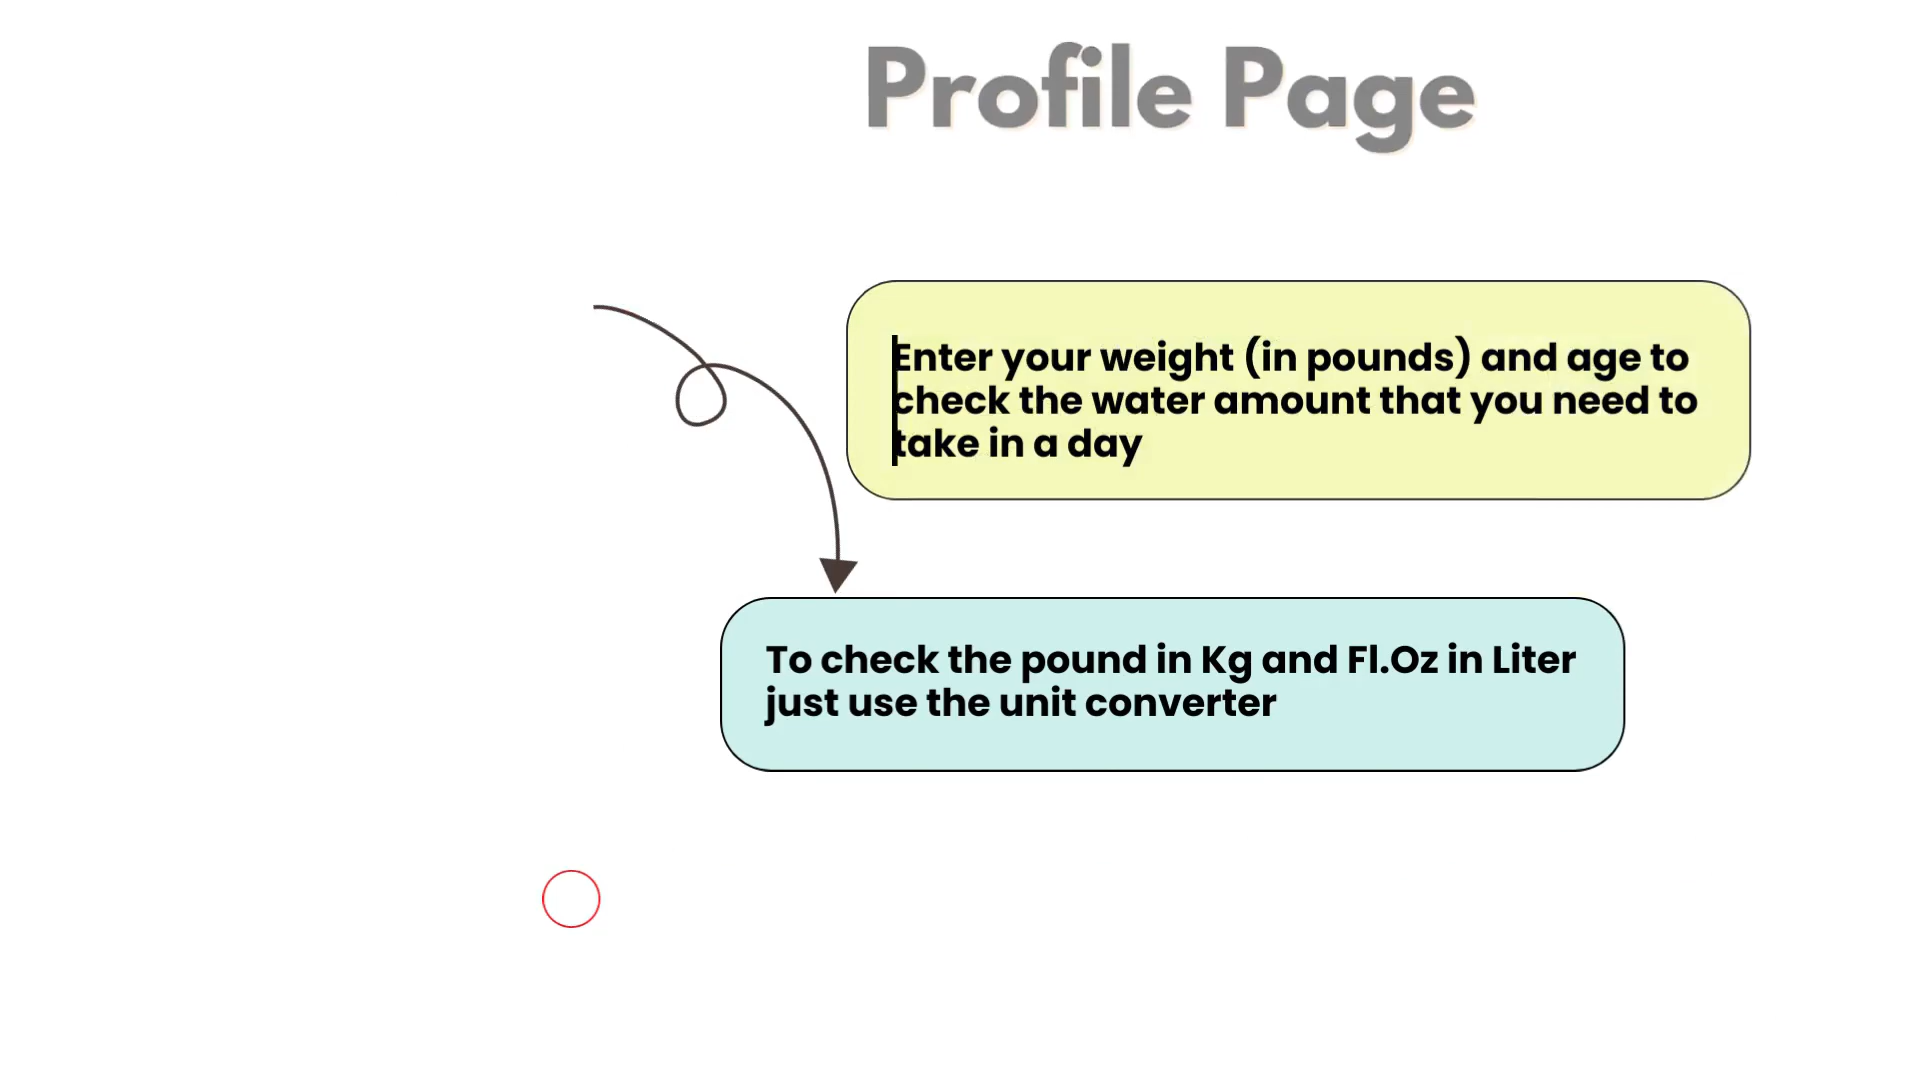 Profile Page
Enter your weight (in pounds) and age to
check the water amount that you need to
take in a day
To check the pound in Kg and Fl.Oz in Liter
just use the unit converter